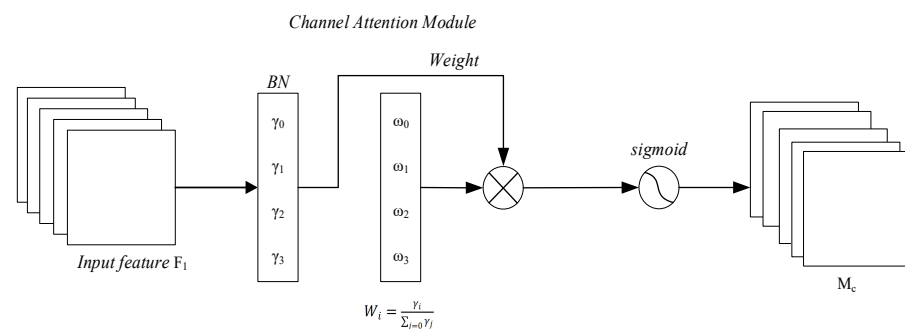 Channel Attention Module
Weight
BN
γ0
γ1
γ2
γ3
ω0
ω1
ω2
ω3
sigmoid
Input feature F1
Mc
Wi = γi / ∑j=0 γj